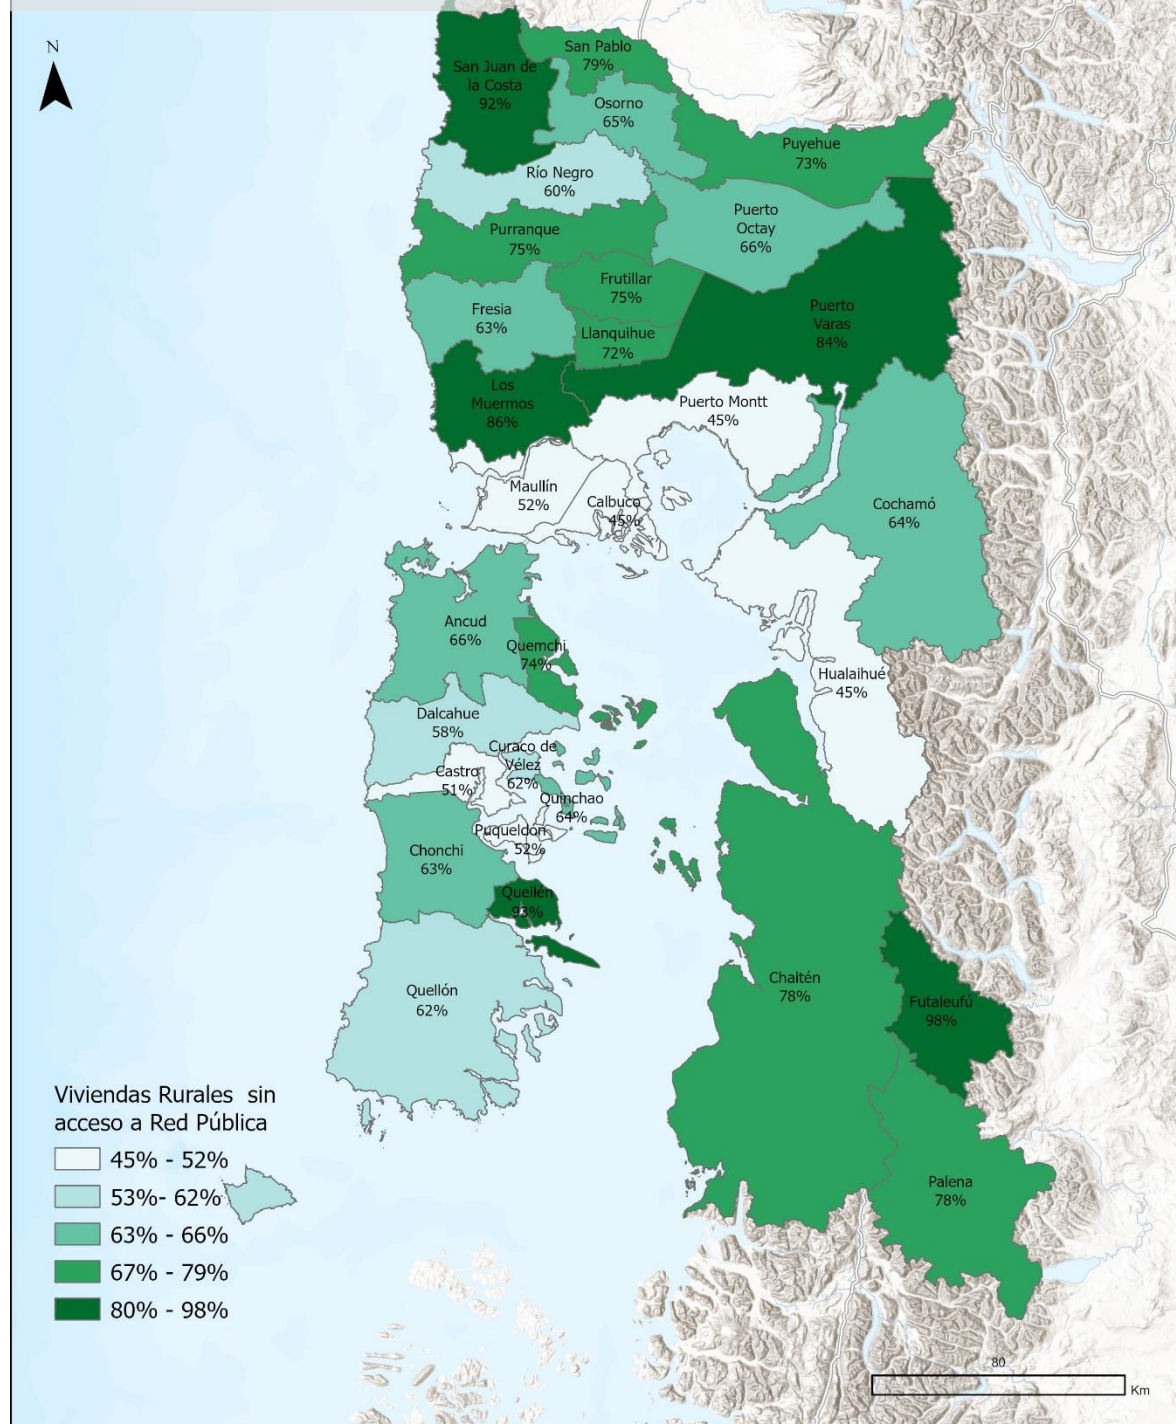 N
San Pablo
79%
San Juan de
la Costa
92%
Osorno
65%
Puyehue
73%
Río Negro
60%
Puerto
Octay
66%
Purranque
75%
Frutillar
75%
Fresia
63%
Puerto
Varas
84%
Llanquihue
72%
Los
Muermos
86%
Puerto Montt
45%
Maullín
52%
Calbuco
45%
Cochamó
64%
Ancud
66%
Quemchi
74%
Hualaihué
45%
Dalcahue
58%
Curaco de
Vélez
62%
Castro
51%
Quinchao
64%
Puqueldón
52%
Chonchi
63%
Queilén
93%
Quellón
62%
Chaitén
78%
Futaleufú
98%
Palena
78%
Viviendas Rurales sin
acceso a Red Pública
45% - 52%
53%- 62%
63% - 66%
67% - 79%
80% - 98%
80
Km